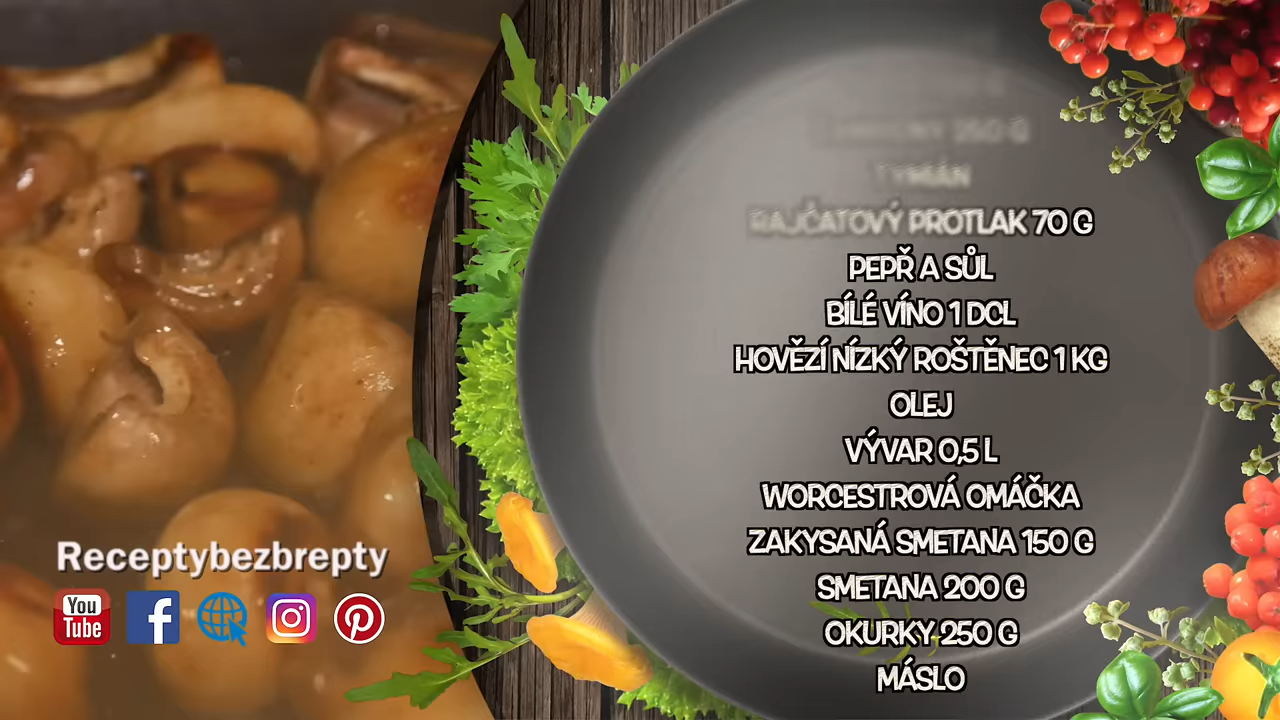 Receptybezbrepty
You
Tube
TYMIÁN
RAJČATOVÝ PROTLAK 70 G
PEPŘ A SŮL
BÍLÉ VÍNO 1 DCL
HOVĚZÍ NÍZKÝ ROŠTĚNEC 1 KG
OLEJ
VÝVAR 0,5 L
WORCESTROVÁ OMÁČKA
ZAKYSANÁ SMETANA 150 G
SMETANA 200 G
OKURKY 250 G
MÁSLO